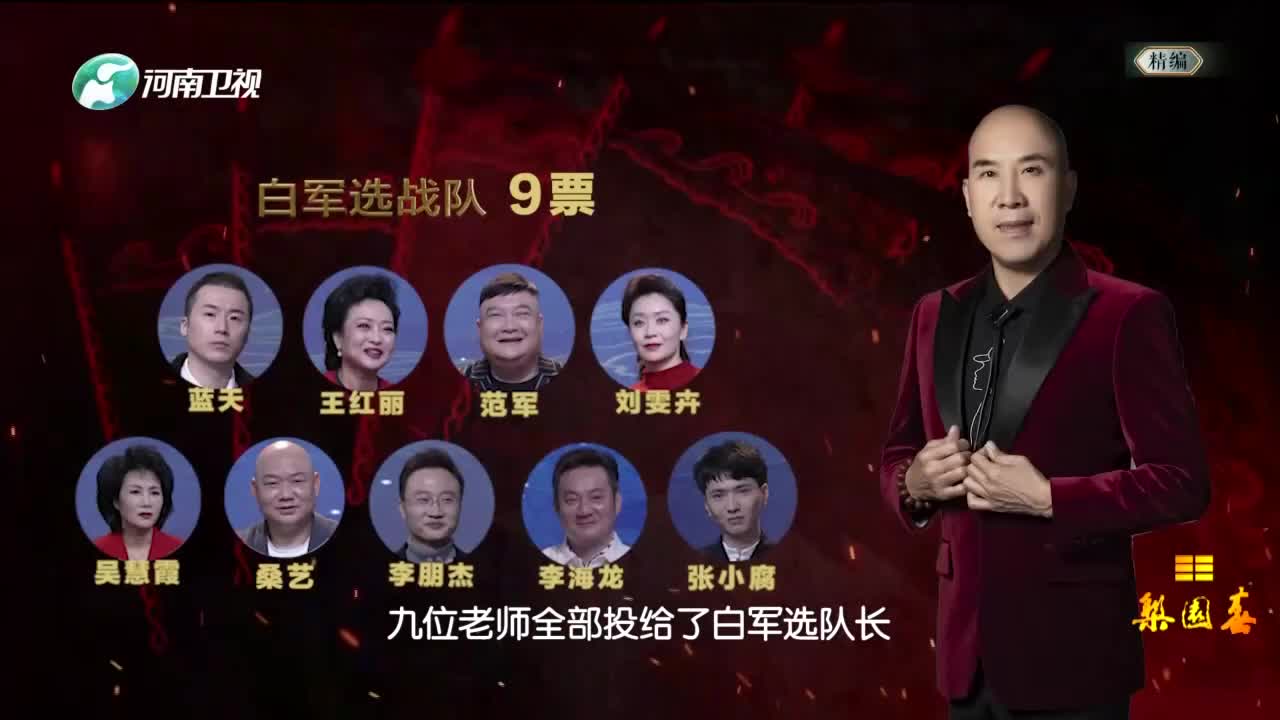 河南卫视
精编
白军选战队 9票
蓝天 王红丽 范军 刘雯卉
吴慧霞 桑艺 李朋杰 李海龙 张小腐
九位老师全部投给了白军选队长
梨园春